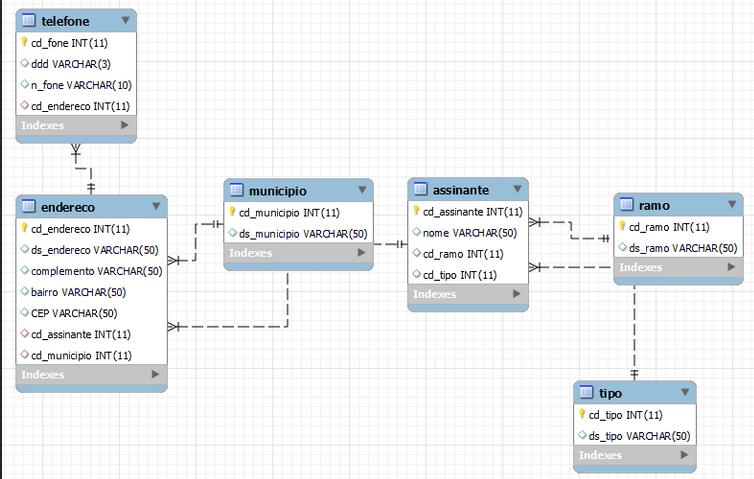 telefone
cd_fone INT(11)
ddd VARCHAR(3)
n_fone VARCHAR(10)
cd_endereco INT(11)
Indexes
endereco
cd_endereco INT(11)
ds_endereco VARCHAR(50)
complemento VARCHAR(50)
bairro VARCHAR(50)
CEP VARCHAR(50)
cd_assinante INT(11)
cd_municipio INT(11)
Indexes
municipio
cd_municipio INT(11)
ds_municipio VARCHAR(50)
Indexes
assinante
cd_assinante INT(11)
nome VARCHAR(50)
cd_ramo INT(11)
cd_tipo INT(11)
Indexes
ramo
cd_ramo INT(11)
ds_ramo VARCHAR(50)
Indexes
tipo
cd_tipo INT(11)
ds_tipo VARCHAR(50)
Indexes